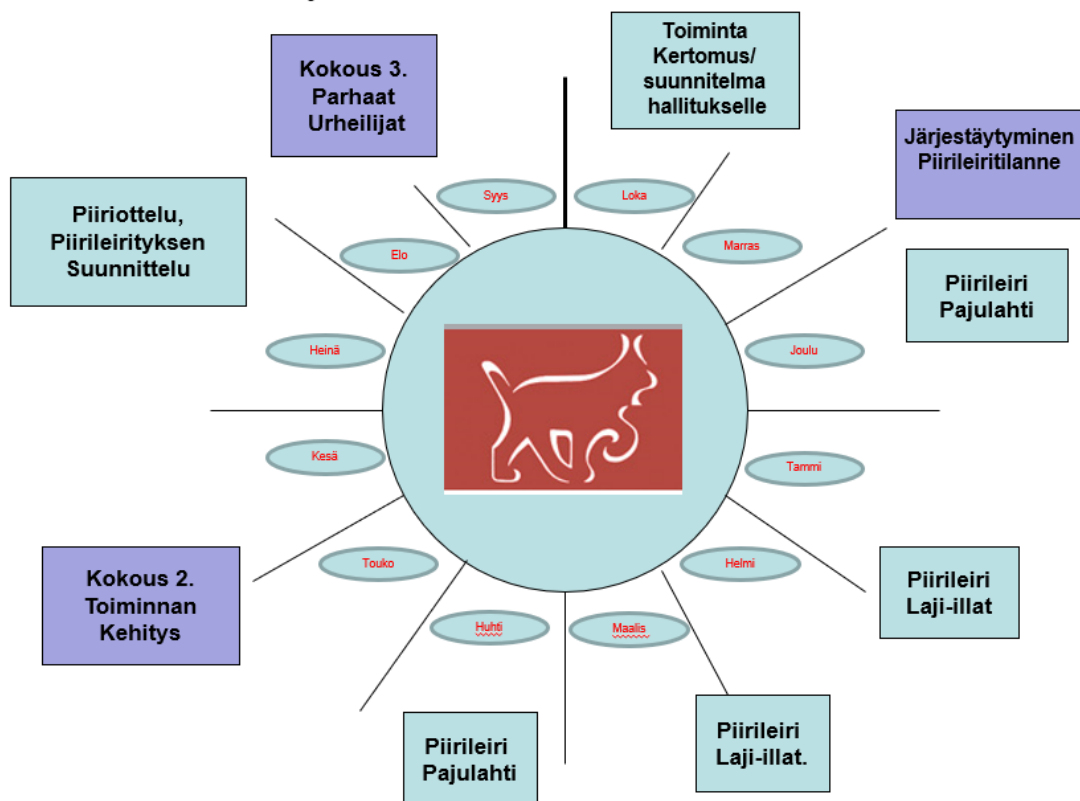 Toiminta
Kertomus/
suunnitelma
hallitukselle
Kokous 3.
Parhaat
Urheilijat
Järjestäytyminen
Piirileiritilanne
Piiriottelu,
Piirileirityksen
Suunnittelu
Syys
Loka
Elo
Marras
Piirileiri
Pajulahti
Heinä
Joulu
Kesä
Tammi
Kokous 2.
Toiminnan
Kehitys
Touko
Helmi
Piirileiri
Laji-illat
Huhti
Maalis
Piirileiri
Pajulahti
Piirileiri
Laji-illat.